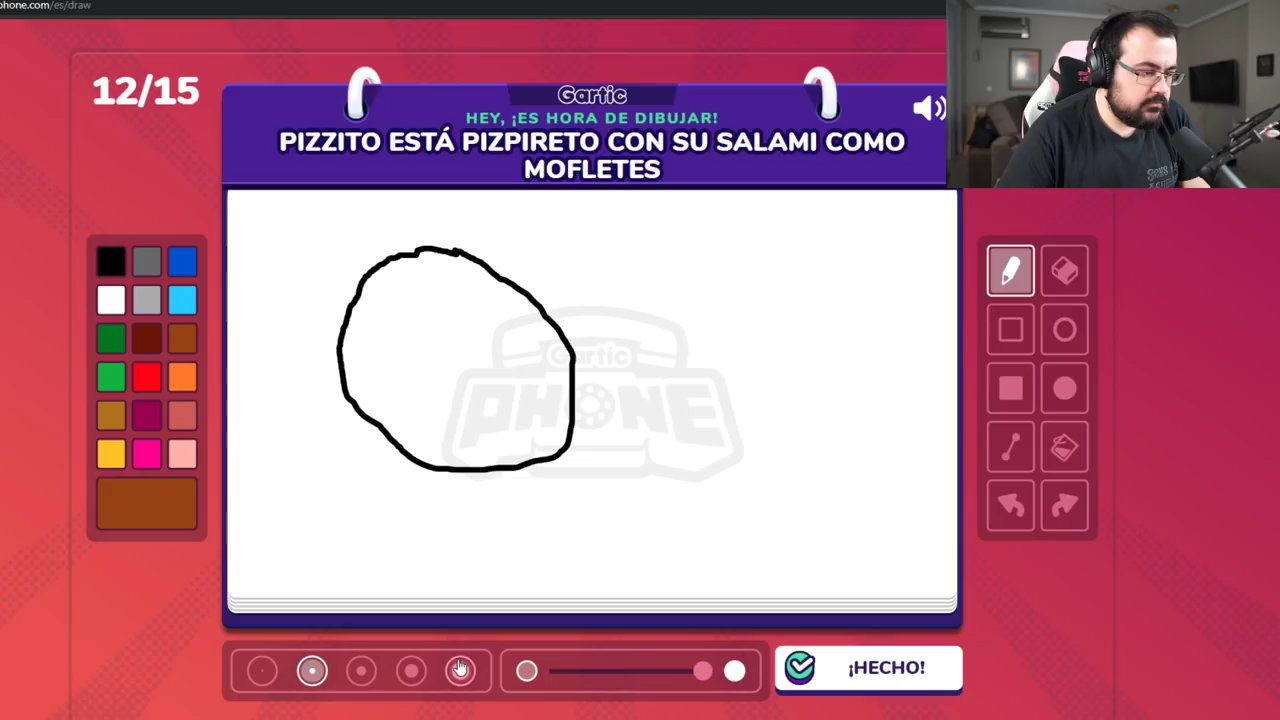 phone.com/es/draw
12/15
Gartic
HEY, ¡ES HORA DE DIBUJAR!
PIZZITO ESTÁ PIZPIRETO CON SU SALAMI COMO
MOFLETES
Gartic
PHONE
¡HECHO!